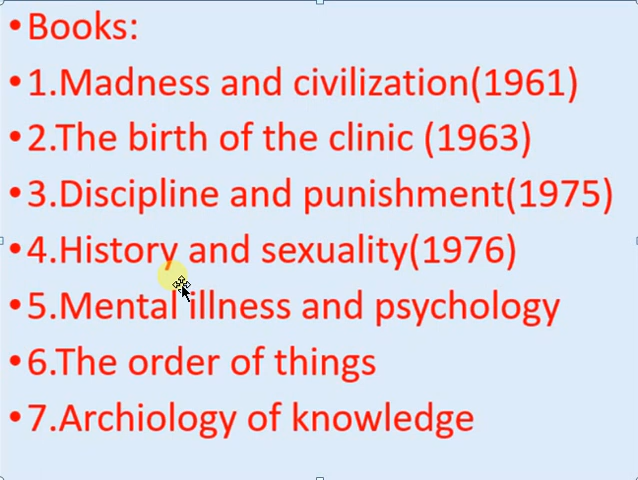 •Books:
•1.Madness and civilization(1961)
•2.The birth of the clinic (1963)
•3.Discipline and punishment(1975)
•4.History and sexuality(1976)
•5.Mental illness and psychology
•6.The order of things
•7.Archiology of knowledge